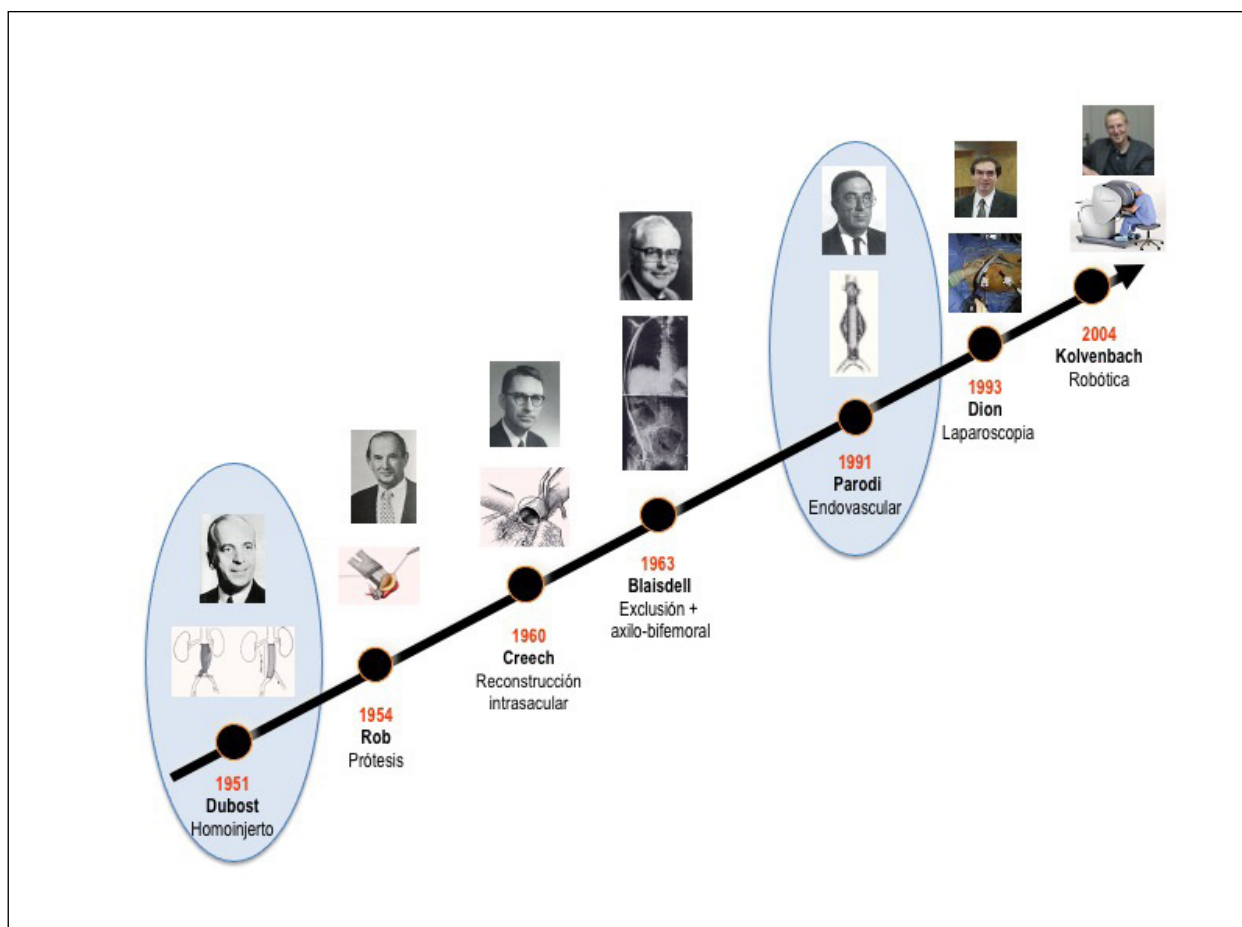 1951
Dubost
Homoinjerto
1954
Rob
Prótesis
1960
Creech
Reconstrucción
intrasacular
1963
Blaisdell
Exclusión +
axilo-bifemoral
1991
Parodi
Endovascular
1993
Dion
Laparoscopia
2004
Kolvenbach
Robótica